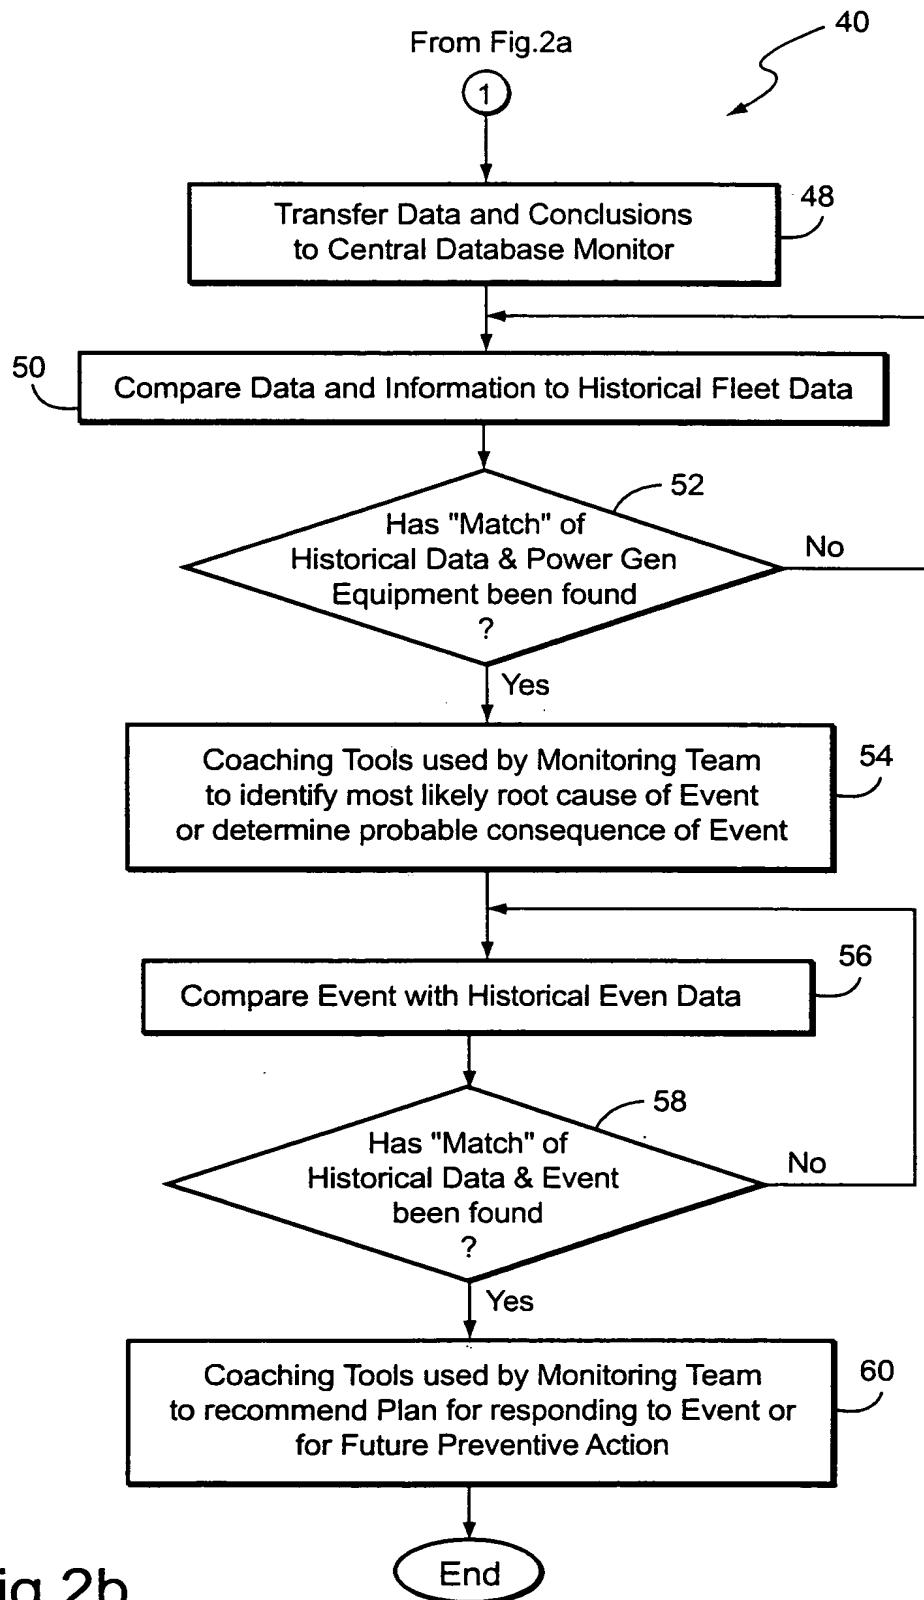 40
From Fig.2a
1
48
Transfer Data and Conclusions
to Central Database Monitor
50
Compare Data and Information to Historical Fleet Data
52
Has "Match" of
Historical Data & Power Gen
Equipment been found
?
No
Yes
54
Coaching Tools used by Monitoring Team
to identify most likely root cause of Event
or determine probable consequence of Event
56
Compare Event with Historical Even Data
58
Has "Match" of
Historical Data & Event
been found
?
No
Yes
60
Coaching Tools used by Monitoring Team
to recommend Plan for responding to Event or
for Future Preventive Action
End
ig.2b